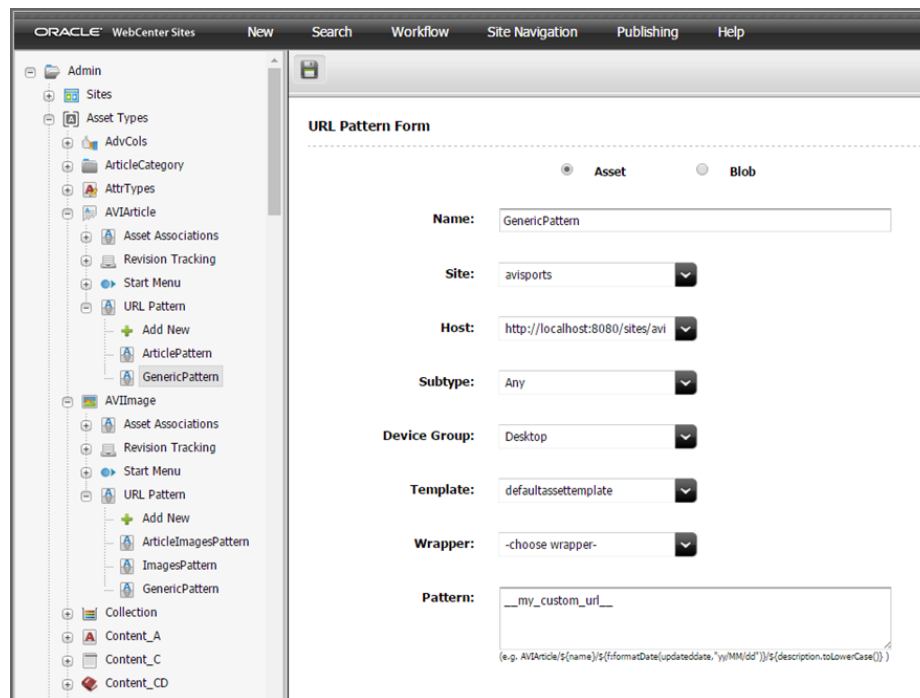 ORACLE WebCenter Sites New Search Workflow Site Navigation Publishing Help
Admin
Sites
Asset Types
AdvCols
ArticleCategory
AttrTypes
AVIArticle
Asset Associations
Revision Tracking
Start Menu
URL Pattern
Add New
ArticlePattern
GenericPattern
AVIImage
Asset Associations
Revision Tracking
Start Menu
URL Pattern
Add New
ArticleImagesPattern
ImagesPattern
GenericPattern
Collection
Content_A
Content_C
Content_CD
URL Pattern Form
Asset Blob
Name: GenericPattern
Site: avisports
Host: http://localhost:8080/sites/avi
Subtype: Any
Device Group: Desktop
Template: defaultassettemplate
Wrapper: -choose wrapper-
Pattern: __my_custom_url__
(e.g. AVIArticle/${name}/${f:formatDate(updateddate,"yy/MM/dd")}/${description.toLowerCase()} )